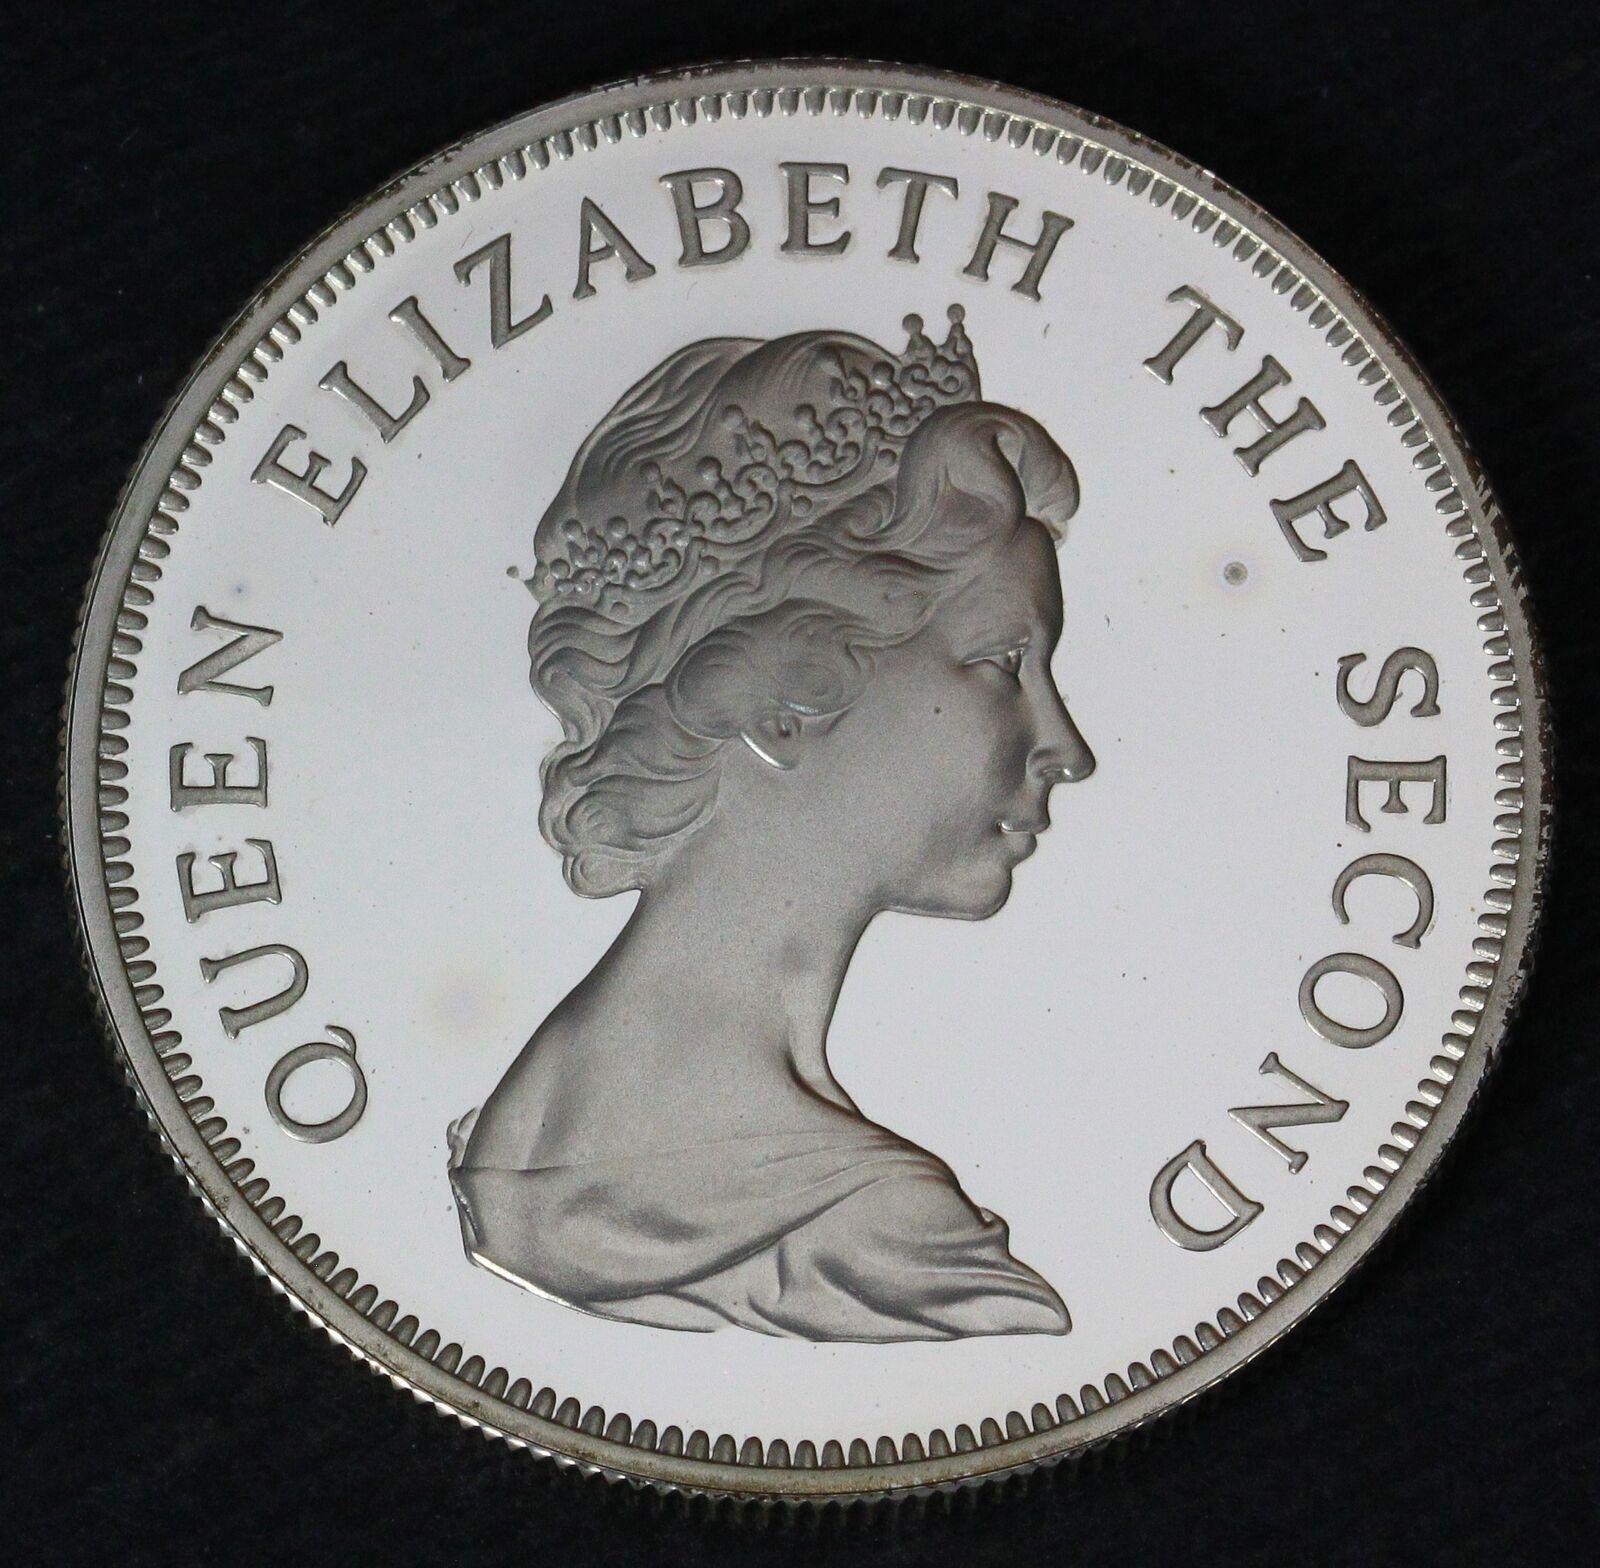 QUEEN ELIZABETH THE SECOND